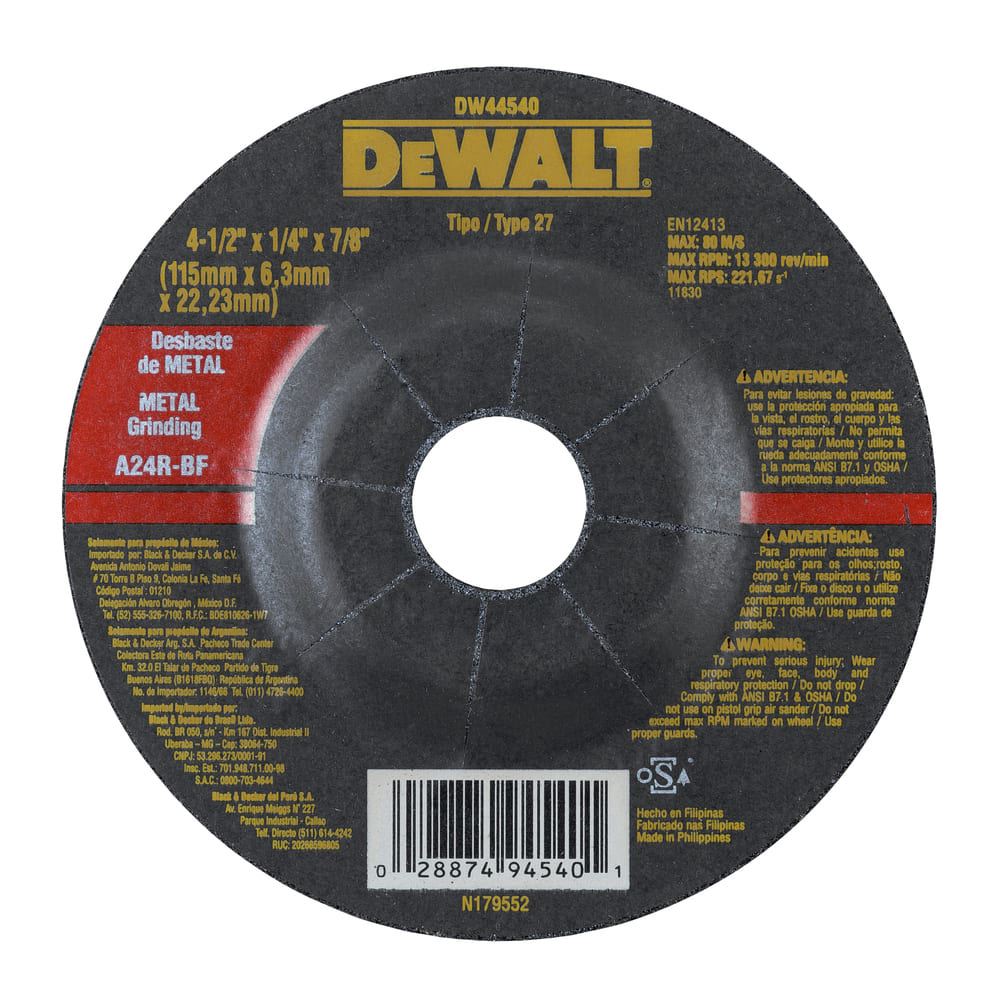 DW44540
DEWALT®
Tipo / Type 27
4-1/2" x 1/4" x 7/8"
(115mm x 6,3mm
x 22,23mm)
EN12413
MAX: 80 M/S
MAX RPM: 13 300 rev/min
MAX RPS: 221,67 s⁻¹
11830
Desbaste
de METAL
METAL
Grinding
A24R-BF
⚠ ADVERTENCIA:
Para evitar lesiones de gravedad:
use la protección apropiada para
la vista, el rostro, el cuerpo y las
vías respiratorias / No permita
que se caiga / Monte y utilice la
rueda adecuadamente conforme
a la norma ANSI B7.1 y OSHA /
Use protectores apropiados.
⚠ ADVERTÊNCIA:
Para prevenir acidentes use
proteção para os olhos;rosto,
corpo e vias respiratórias / Não
deixe cair / Fixe o disco e o utilize
corretamente conforme norma
ANSI B7.1 OSHA / Use guarda de
proteção.
⚠ WARNING:
To prevent serious injury; Wear
proper eye, face, body and
respiratory protection / Do not drop /
Comply with ANSI B7.1 & OSHA / Do
not use on pistol grip air sander / Do not
exceed max RPM marked on wheel / Use
proper guards.
Solamente para propósito de México:
Importado por: Black & Decker S.A. de C.V.
Avenida Antonio Dovali Jaime
# 70 Torre B Piso 9, Colonia La Fe, Santa Fé
Código Postal : 01210
Delegación Alvaro Obregón , México D.F.
Tel. (52) 555-326-7100, R.F.C.: BDE810626-1W7
Solamente para propósito de Argentina:
Black & Decker Arg. S.A. Pacheco Trade Center
Colectora Este de Ruta Panamericana
Km. 32.0 El Talar de Pacheco Partido de Tigre
Buenos Aires (B1618FBQ) República de Argentina
No. de Importador: 1146/66 Tel. (011) 4726-4400
Imported by/Importado por:
Black & Decker do Brasil Ltda.
Rod. BR 050, s/n° - Km 167 Dist. Industrial II
Uberaba – MG – Cep: 38064-750
CNPJ: 53.296.273/0001-91
Insc. Est.: 701.948.711.00-98
S.A.C.: 0800-703-4644
Black & Decker del Perú S.A.
Av. Enrique Meiggs N° 227
Parque Industrial - Callao
Telf. Directo (511) 614-4242
RUC: 20266596805
oSA
Hecho en Filipinas
Fabricado nas Filipinas
Made in Philippines
0 28874 94540 1
N179552